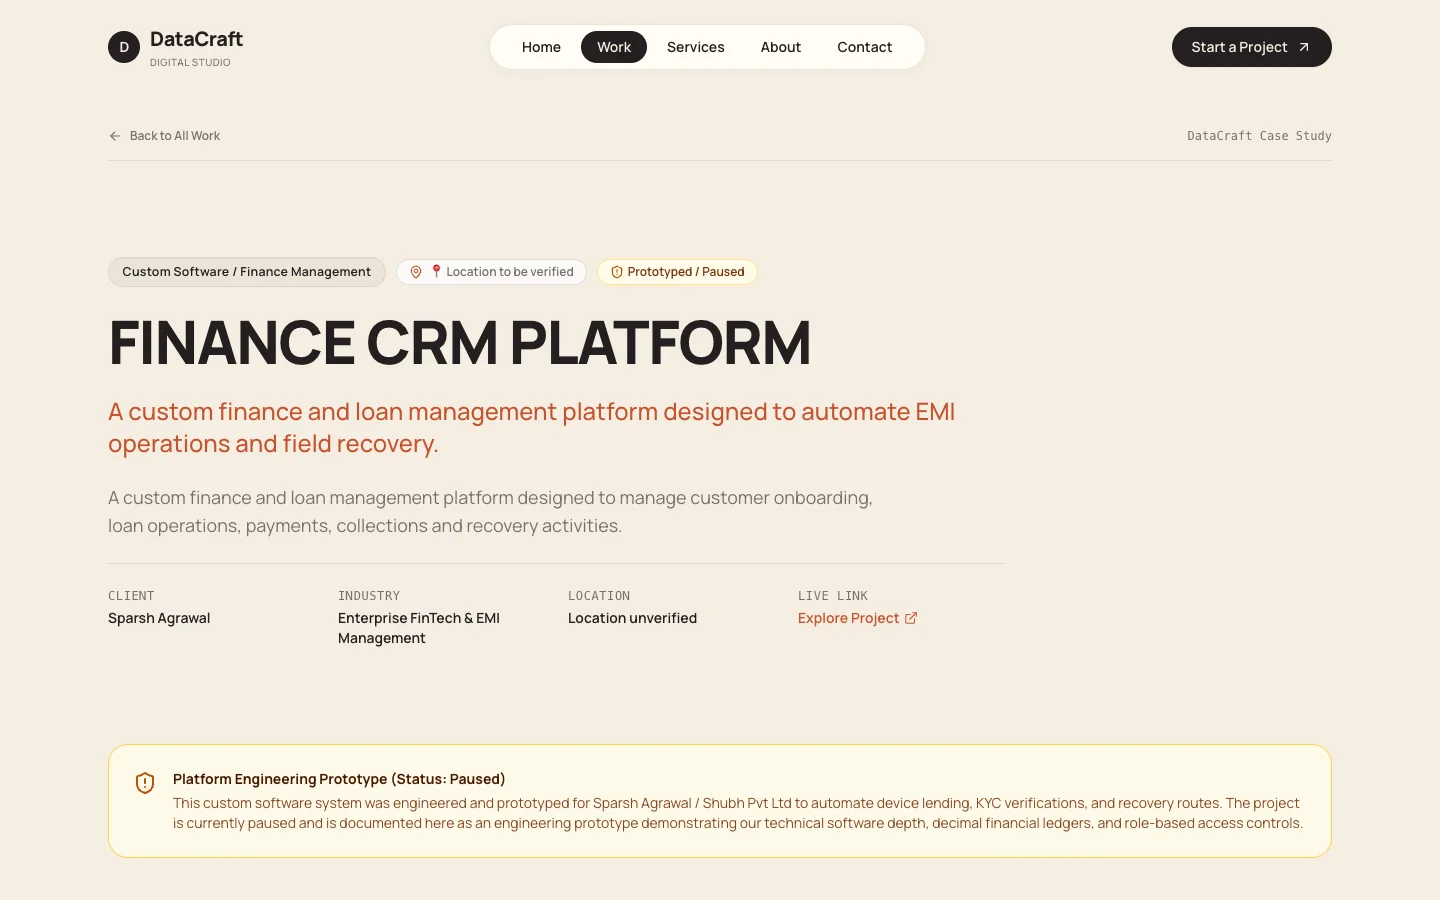 D
DataCraft
DIGITAL STUDIO
Home
Work
Services
About
Contact
Start a Project
Back to All Work
DataCraft Case Study
Custom Software / Finance Management
📍 Location to be verified
Prototyped / Paused
FINANCE CRM PLATFORM
A custom finance and loan management platform designed to automate EMI
operations and field recovery.
A custom finance and loan management platform designed to manage customer onboarding,
loan operations, payments, collections and recovery activities.
CLIENT
Sparsh Agrawal
INDUSTRY
Enterprise FinTech & EMI
Management
LOCATION
Location unverified
LIVE LINK
Explore Project
Platform Engineering Prototype (Status: Paused)
This custom software system was engineered and prototyped for Sparsh Agrawal / Shubh Pvt Ltd to automate device lending, KYC verifications, and recovery routes. The project
is currently paused and is documented here as an engineering prototype demonstrating our technical software depth, decimal financial ledgers, and role-based access controls.